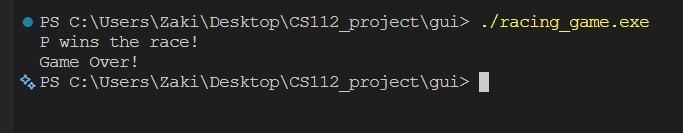 PS C:\Users\Zaki\Desktop\CS112_project\gui> ./racing_game.exe
P wins the race!
Game Over!
PS C:\Users\Zaki\Desktop\CS112_project\gui>